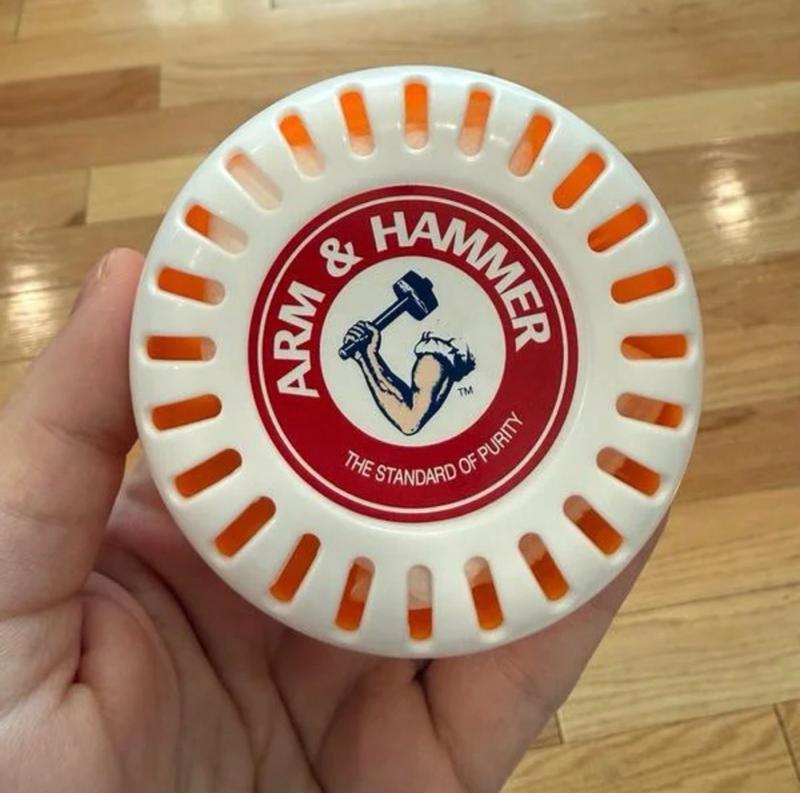 ARM & HAMMER
TM
THE STANDARD OF PURITY